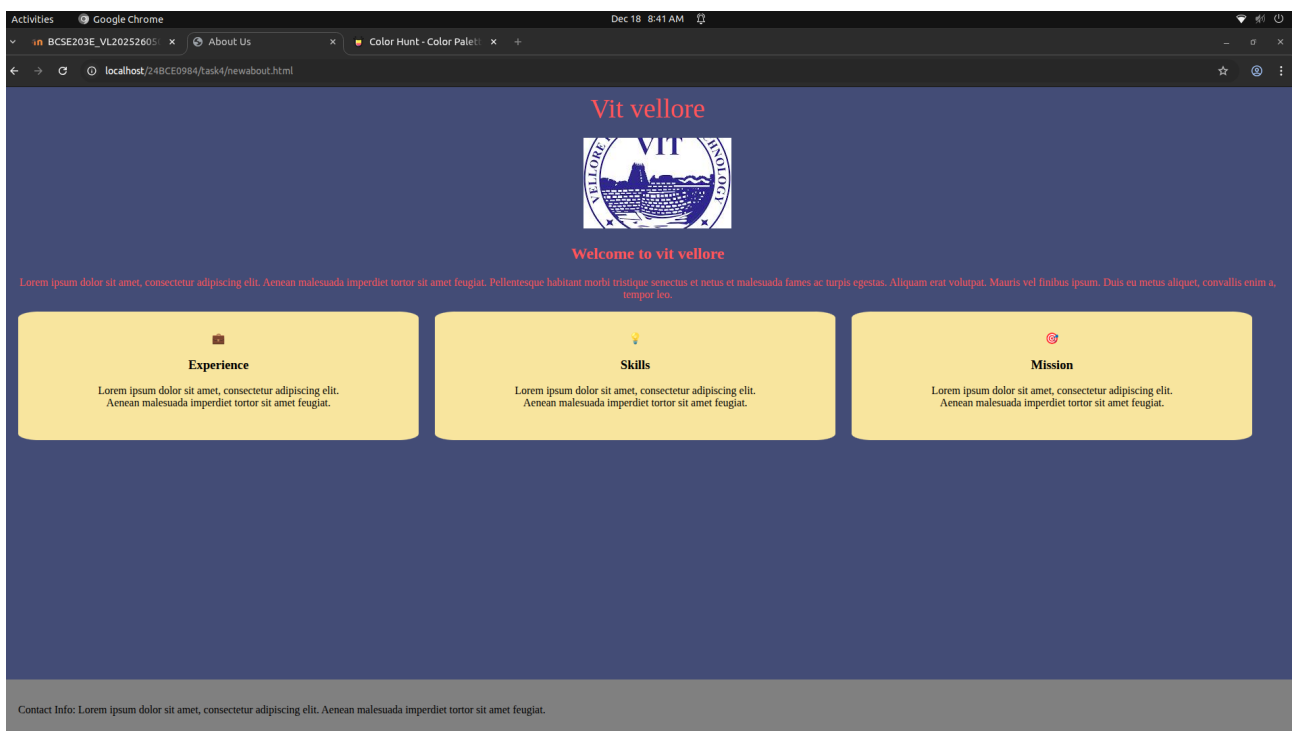 Activities Google Chrome Dec 18 8:41 AM
BCSE203E_VL20252605 About Us Color Hunt - Color Palett
localhost/24BCE0984/task4/newabout.html
Vit vellore
VELLORE VIT TECHNOLOGY
Welcome to vit vellore
Lorem ipsum dolor sit amet, consectetur adipiscing elit. Aenean malesuada imperdiet tortor sit amet feugiat. Pellentesque habitant morbi tristique senectus et netus et malesuada fames ac turpis egestas. Aliquam erat volutpat. Mauris vel finibus ipsum. Duis eu metus aliquet, convallis enim a,
tempor leo.
Experience
Lorem ipsum dolor sit amet, consectetur adipiscing elit.
Aenean malesuada imperdiet tortor sit amet feugiat.
Skills
Lorem ipsum dolor sit amet, consectetur adipiscing elit.
Aenean malesuada imperdiet tortor sit amet feugiat.
Mission
Lorem ipsum dolor sit amet, consectetur adipiscing elit.
Aenean malesuada imperdiet tortor sit amet feugiat.
Contact Info: Lorem ipsum dolor sit amet, consectetur adipiscing elit. Aenean malesuada imperdiet tortor sit amet feugiat.